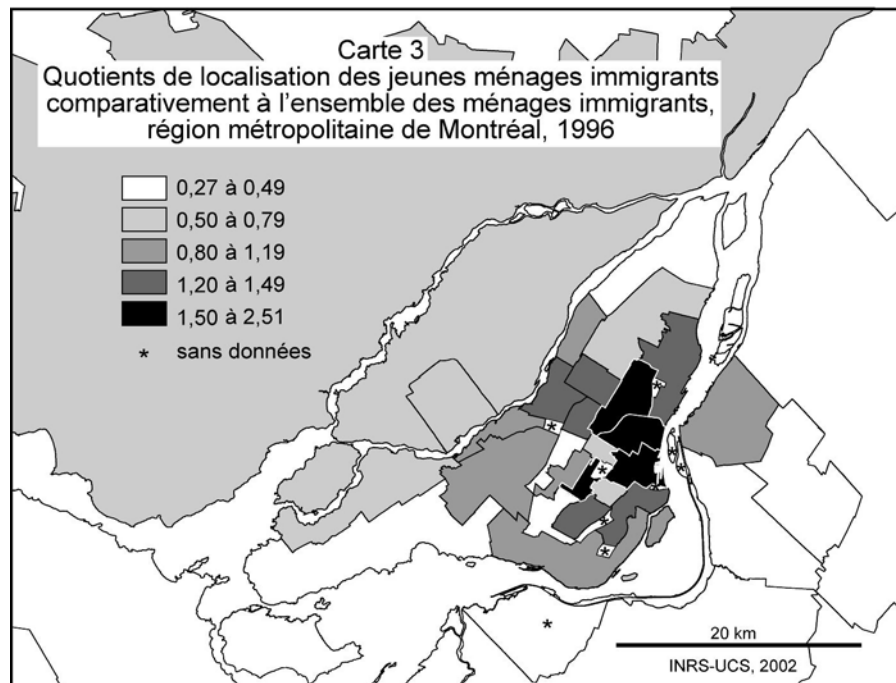 Carte 3
Quotients de localisation des jeunes ménages immigrants
comparativement à l'ensemble des ménages immigrants,
région métropolitaine de Montréal, 1996
0,27 à 0,49
0,50 à 0,79
0,80 à 1,19
1,20 à 1,49
1,50 à 2,51
* sans données
20 km
INRS-UCS, 2002